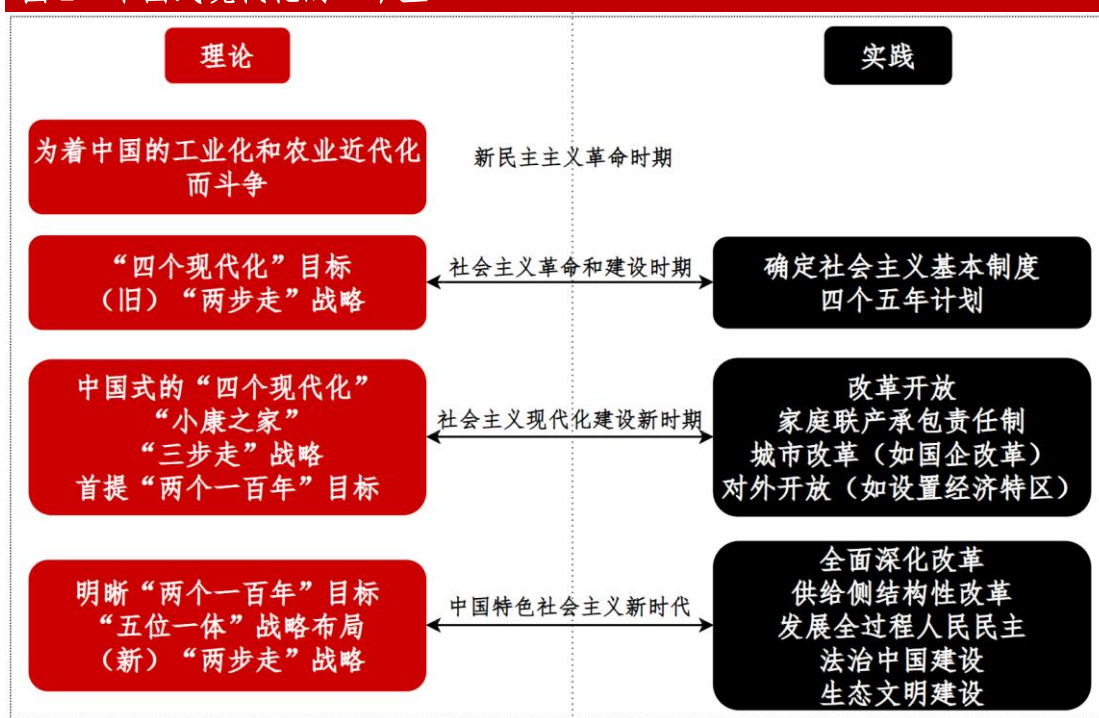 理论
实践
为着中国的工业化和农业近代化
而斗争
新民主主义革命时期
“四个现代化”目标
（旧）“两步走”战略
社会主义革命和建设时期
确定社会主义基本制度
四个五年计划
中国式的“四个现代化”
“小康之家”
“三步走”战略
首提“两个一百年”目标
社会主义现代化建设新时期
改革开放
家庭联产承包责任制
城市改革（如国企改革）
对外开放（如设置经济特区）
明晰“两个一百年”目标
“五位一体”战略布局
（新）“两步走”战略
中国特色社会主义新时代
全面深化改革
供给侧结构性改革
发展全过程人民民主
法治中国建设
生态文明建设